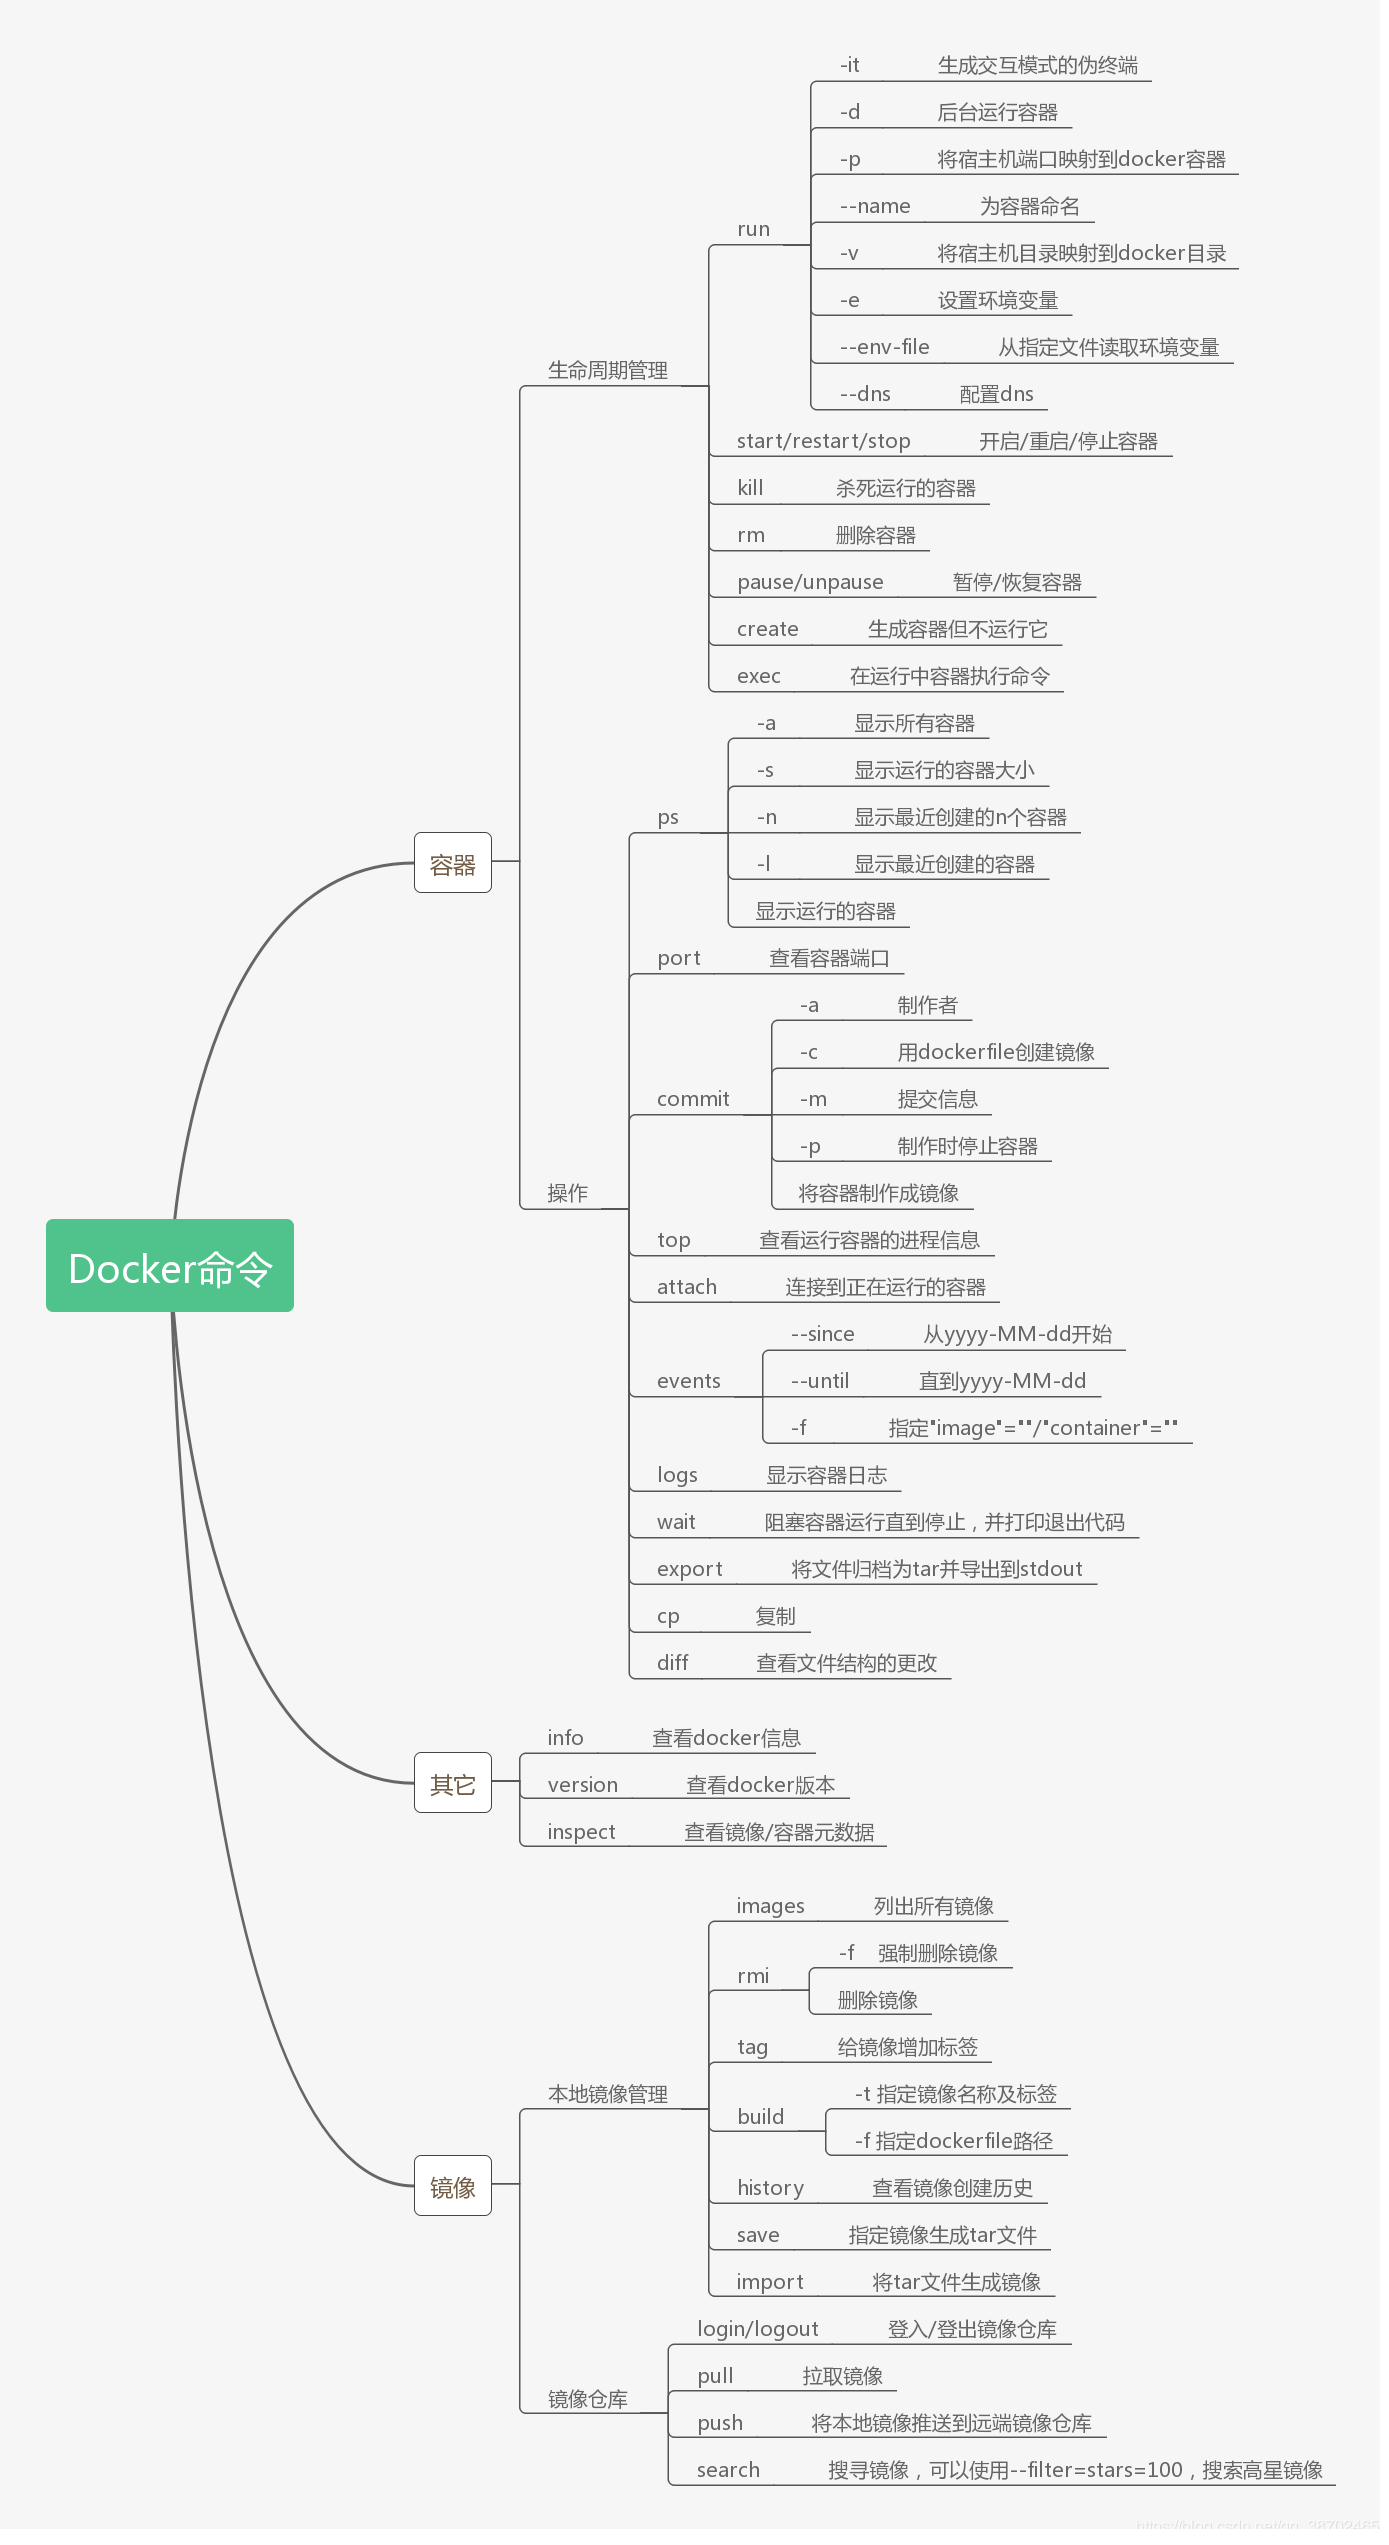 -it 生成交互模式的伪终端
-d 后台运行容器
-p 将宿主机端口映射到docker容器
--name 为容器命名
run
-v 将宿主机目录映射到docker目录
-e 设置环境变量
--env-file 从指定文件读取环境变量
生命周期管理
--dns 配置dns
start/restart/stop 开启/重启/停止容器
kill 杀死运行的容器
rm 删除容器
pause/unpause 暂停/恢复容器
create 生成容器但不运行它
exec 在运行中容器执行命令
-a 显示所有容器
-s 显示运行的容器大小
ps -n 显示最近创建的n个容器
容器 -l 显示最近创建的容器
显示运行的容器
port 查看容器端口
-a 制作者
-c 用dockerfile创建镜像
commit -m 提交信息
-p 制作时停止容器
操作 将容器制作成镜像
top 查看运行容器的进程信息
Docker命令
attach 连接到正在运行的容器
--since 从yyyy-MM-dd开始
events --until 直到yyyy-MM-dd
-f 指定"image"=""/"container"=""
logs 显示容器日志
wait 阻塞容器运行直到停止，并打印退出代码
export 将文件归档为tar并导出到stdout
cp 复制
diff 查看文件结构的更改
info 查看docker信息
其它 version 查看docker版本
inspect 查看镜像/容器元数据
images 列出所有镜像
-f 强制删除镜像
rmi
删除镜像
tag 给镜像增加标签
本地镜像管理 -t 指定镜像名称及标签
build
-f 指定dockerfile路径
镜像 history 查看镜像创建历史
save 指定镜像生成tar文件
import 将tar文件生成镜像
login/logout 登入/登出镜像仓库
pull 拉取镜像
镜像仓库
push 将本地镜像推送到远端镜像仓库
search 搜寻镜像，可以使用--filter=stars=100，搜索高星镜像